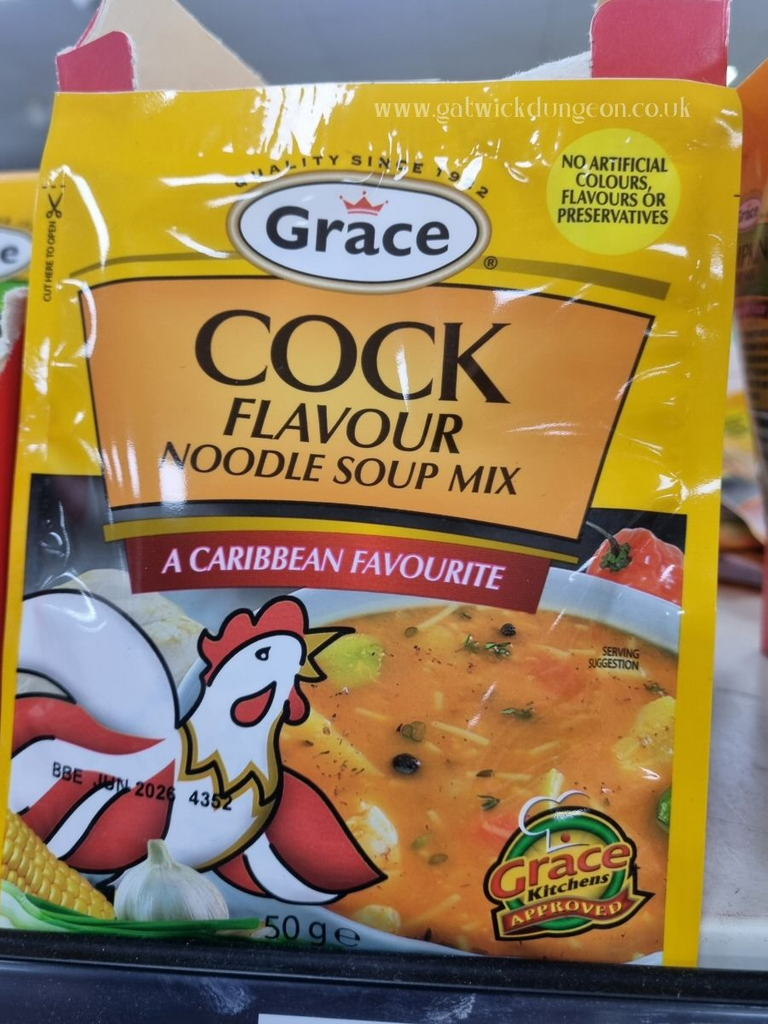 www.gatwickdungeon.co.uk
QUALITY SINCE 1922
Grace
®
NO ARTIFICIAL
COLOURS,
FLAVOURS OR
PRESERVATIVES
CUT HERE TO OPEN
COCK
FLAVOUR
NOODLE SOUP MIX
A CARIBBEAN FAVOURITE
SERVING
SUGGESTION
BBE JUN 2026 4352
Grace
Kitchens
APPROVED
50 g e